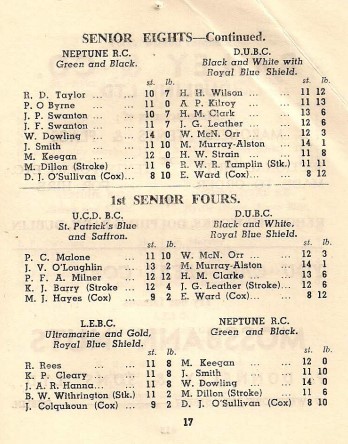 SENIOR EIGHTS—Continued.
NEPTUNE R.C.
Green and Black.
st. lb.
R. D. Taylor ... ... 10 7
P. O Byrne ... ... 11 0
J. P. Swanton ... ... 10 7
J. F. Swanton ... ... 11 7
W. Dowling ... ... 14 0
J. Smith ... ... 11 10
M. Keegan ... ... 12 0
M. Dillon (Stroke) ... 11 6
D. J. O'Sullivan (Cox)... 8 10
D.U.B.C.
Black and White with
Royal Blue Shield.
st. lb.
H. H. Wilson ... ... 11 12
A. P. Kilroy ... ... 11 13
H. M. Clark ... ... 13 6
J. G. Leather ... ... 12 6
W. McN. Orr ... ... 12 3
M. Murray-Alston ... 14 1
H. W. Strain ... ... 11 8
R. W. R. Tamplin (Stk.) 11 11
E. Ward (Cox) ... ... 8 12
1st SENIOR FOURS.
U.C.D. B.C.
St. Patrick's Blue
and Saffron.
st. lb.
P. C. Malone ... 11 10
J. V. O'Loughlin ... 13 2
P. F. A. Milner ... 12 12
K. J. Barry (Stroke ... 12 4
M. J. Hayes (Cox) ... 9 2
D.U.B.C.
Black and White.
Royal Blue Shield.
st. lb.
W. McN. Orr ... ... 12 3
M. Murray-Alston ... 14 1
H. M. Clarke ... ... 13 6
J. G. Leather (Stroke)... 12 6
E. Ward (Cox) ... ... 8 12
L.E.B.C.
Ultramarine and Gold,
Royal Blue Shield.
st. lb.
R. Rees ... ... 11 8
K. P. Cleary ... ... 11 8
J. A. R. Hanna... ... 11 8
B. W. Withrington (Stk.) 11 2
J. Colquhoun (Cox) ... 9 2
NEPTUNE R.C.
Green and Black.
st. lb.
M. Keegan ... ... 12 0
J. Smith ... ... 11 10
W. Dowling ... ... 14 0
M. Dillon (Stroke) ... 11 6
D. J. O'Sullivan (Cox) 8 10
17